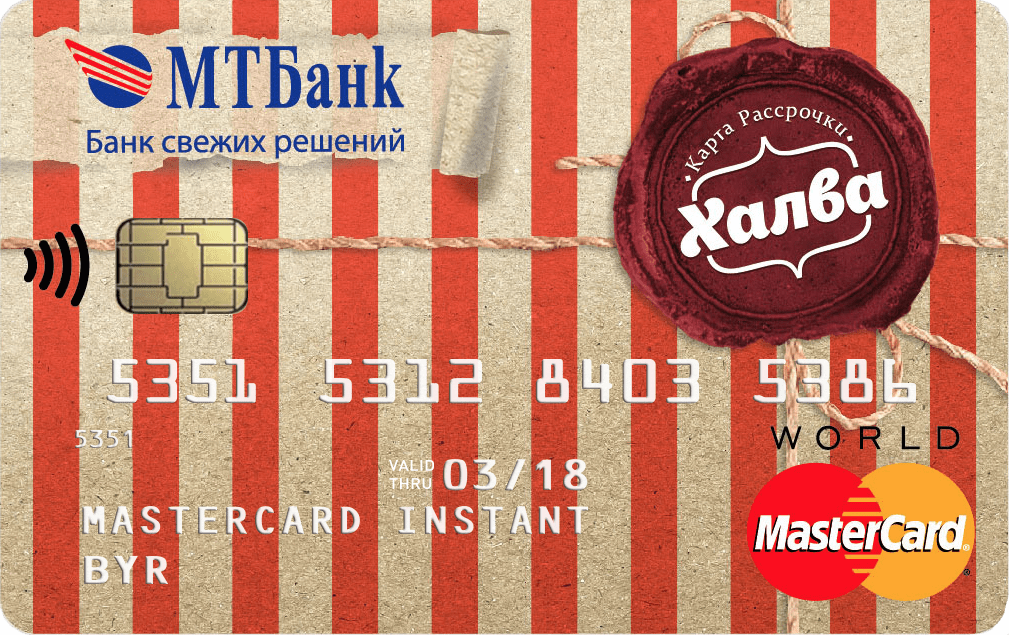 МТБанк
Банк свежих решений
Карта Рассрочки
Халва
5351 5312 8403 5386
5351
WORLD
VALID THRU 03/18
MASTERCARD INSTANT
BYR
MasterCard